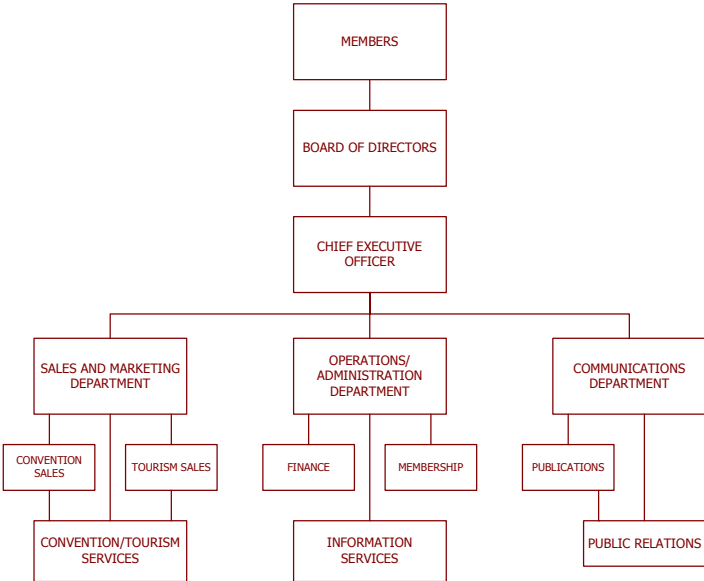 MEMBERS
BOARD OF DIRECTORS
CHIEF EXECUTIVE
OFFICER
SALES AND MARKETING
DEPARTMENT
OPERATIONS/
ADMINISTRATION
DEPARTMENT
COMMUNICATIONS
DEPARTMENT
CONVENTION
SALES
TOURISM SALES
FINANCE
MEMBERSHIP
PUBLICATIONS
CONVENTION/TOURISM
SERVICES
INFORMATION
SERVICES
PUBLIC RELATIONS